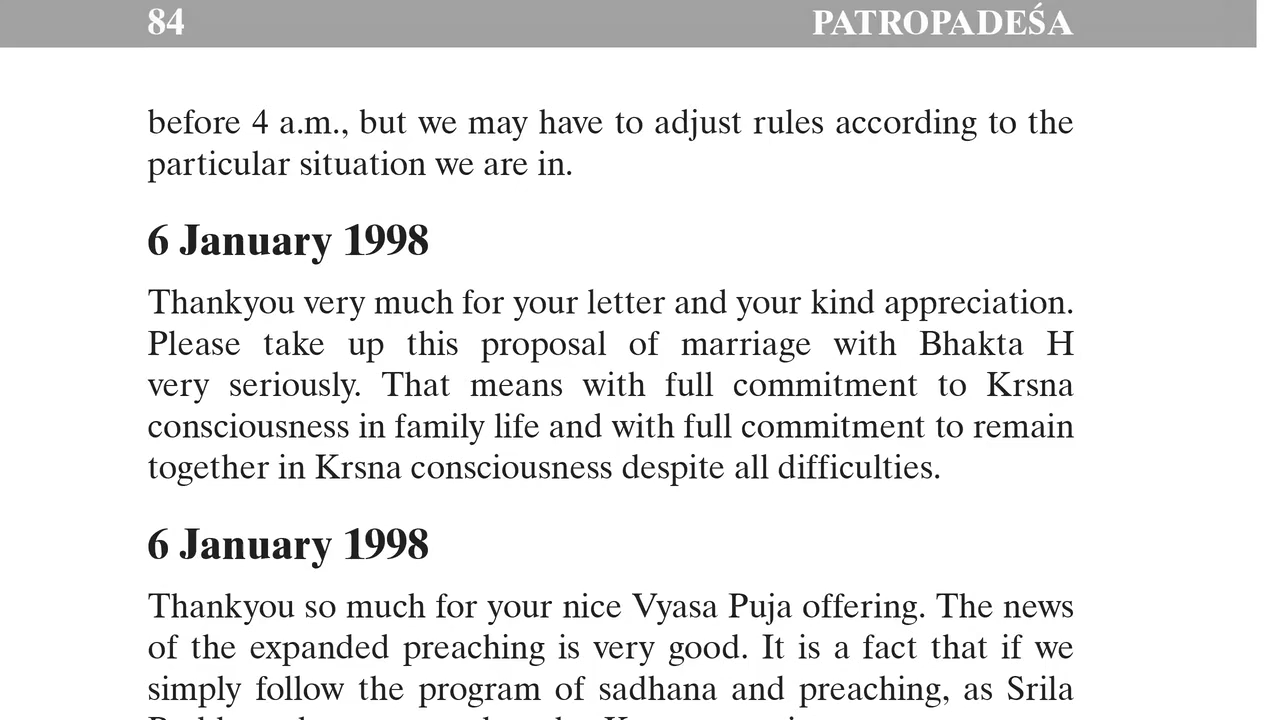 84 PATROPADEŚA
before 4 a.m., but we may have to adjust rules according to the
particular situation we are in.
6 January 1998
Thankyou very much for your letter and your kind appreciation.
Please take up this proposal of marriage with Bhakta H
very seriously. That means with full commitment to Krsna
consciousness in family life and with full commitment to remain
together in Krsna consciousness despite all difficulties.
6 January 1998
Thankyou so much for your nice Vyasa Puja offering. The news
of the expanded preaching is very good. It is a fact that if we
simply follow the program of sadhana and preaching, as Srila